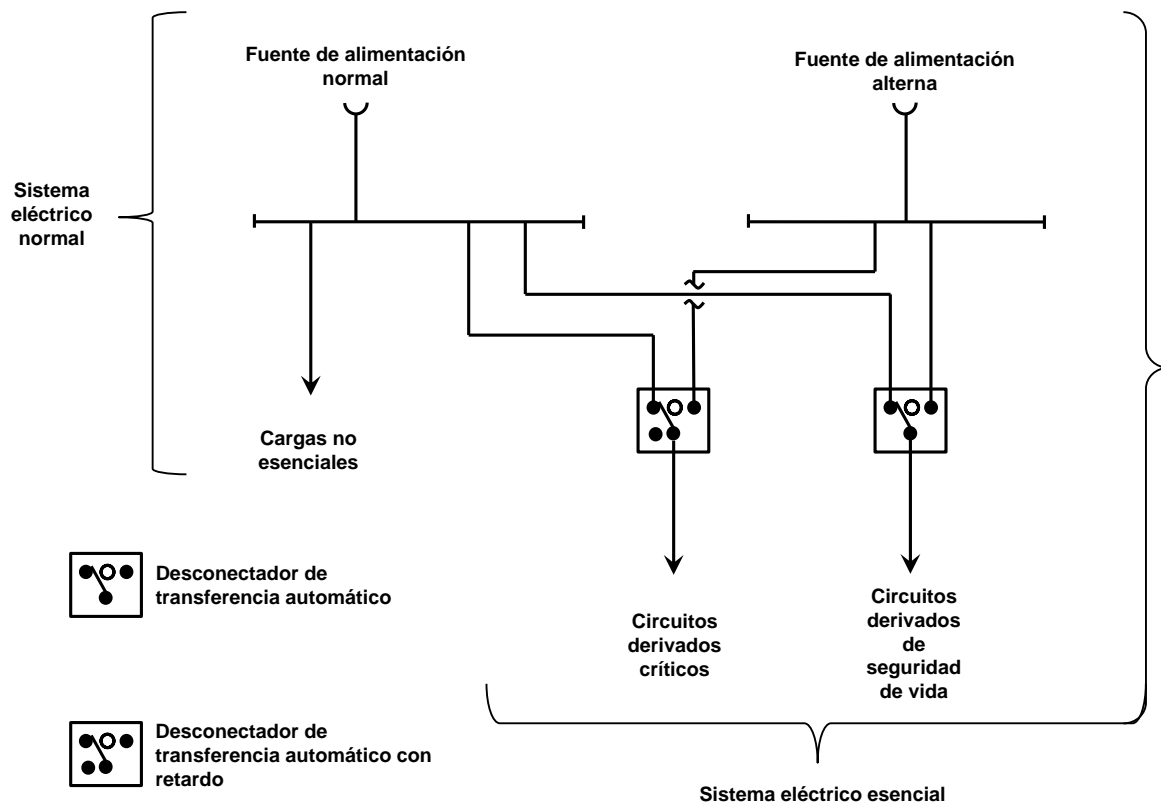 Fuente de alimentación
normal
Fuente de alimentación
alterna
Sistema
eléctrico
normal
Cargas no
esenciales
Desconectador de
transferencia automático
Circuitos
derivados
críticos
Circuitos
derivados
de
seguridad
de vida
Desconectador de
transferencia automático con
retardo
Sistema eléctrico esencial